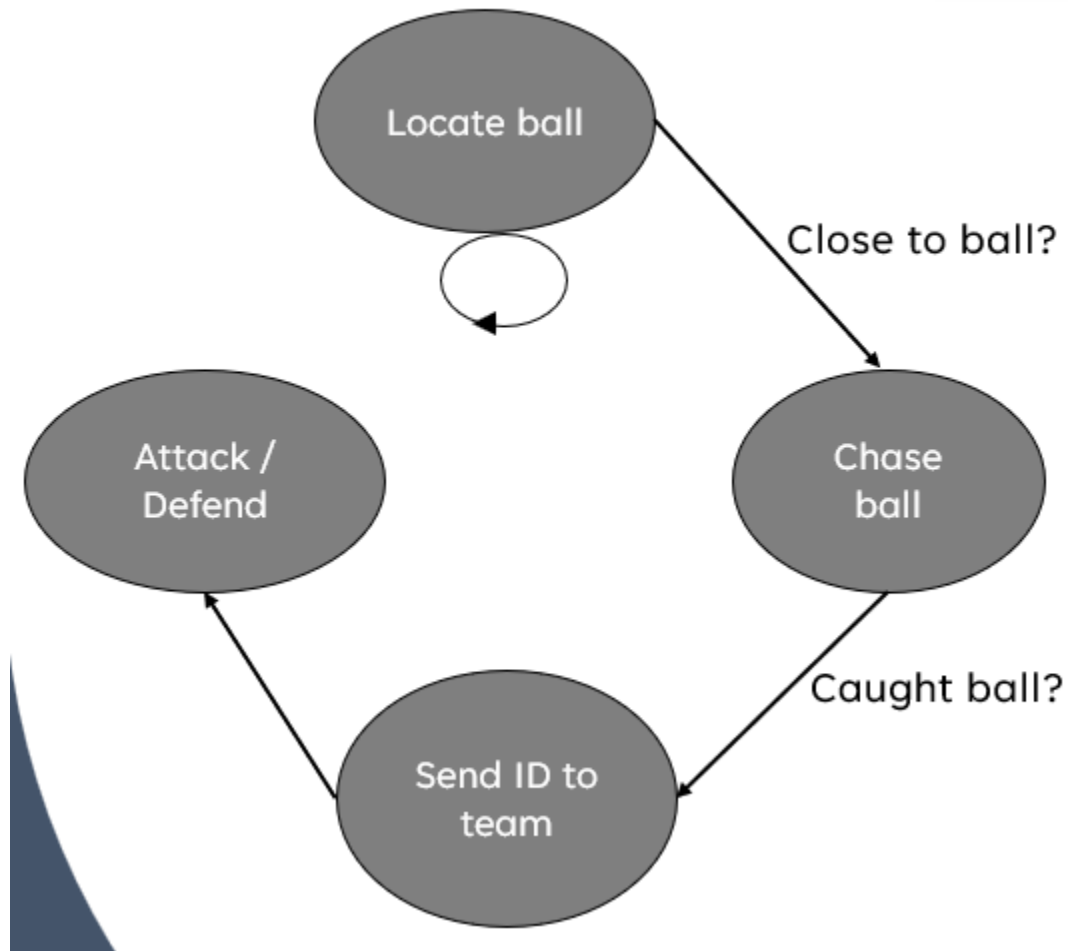 Locate ball
Close to ball?
Attack /
Defend
Chase
ball
Caught ball?
Send ID to
team